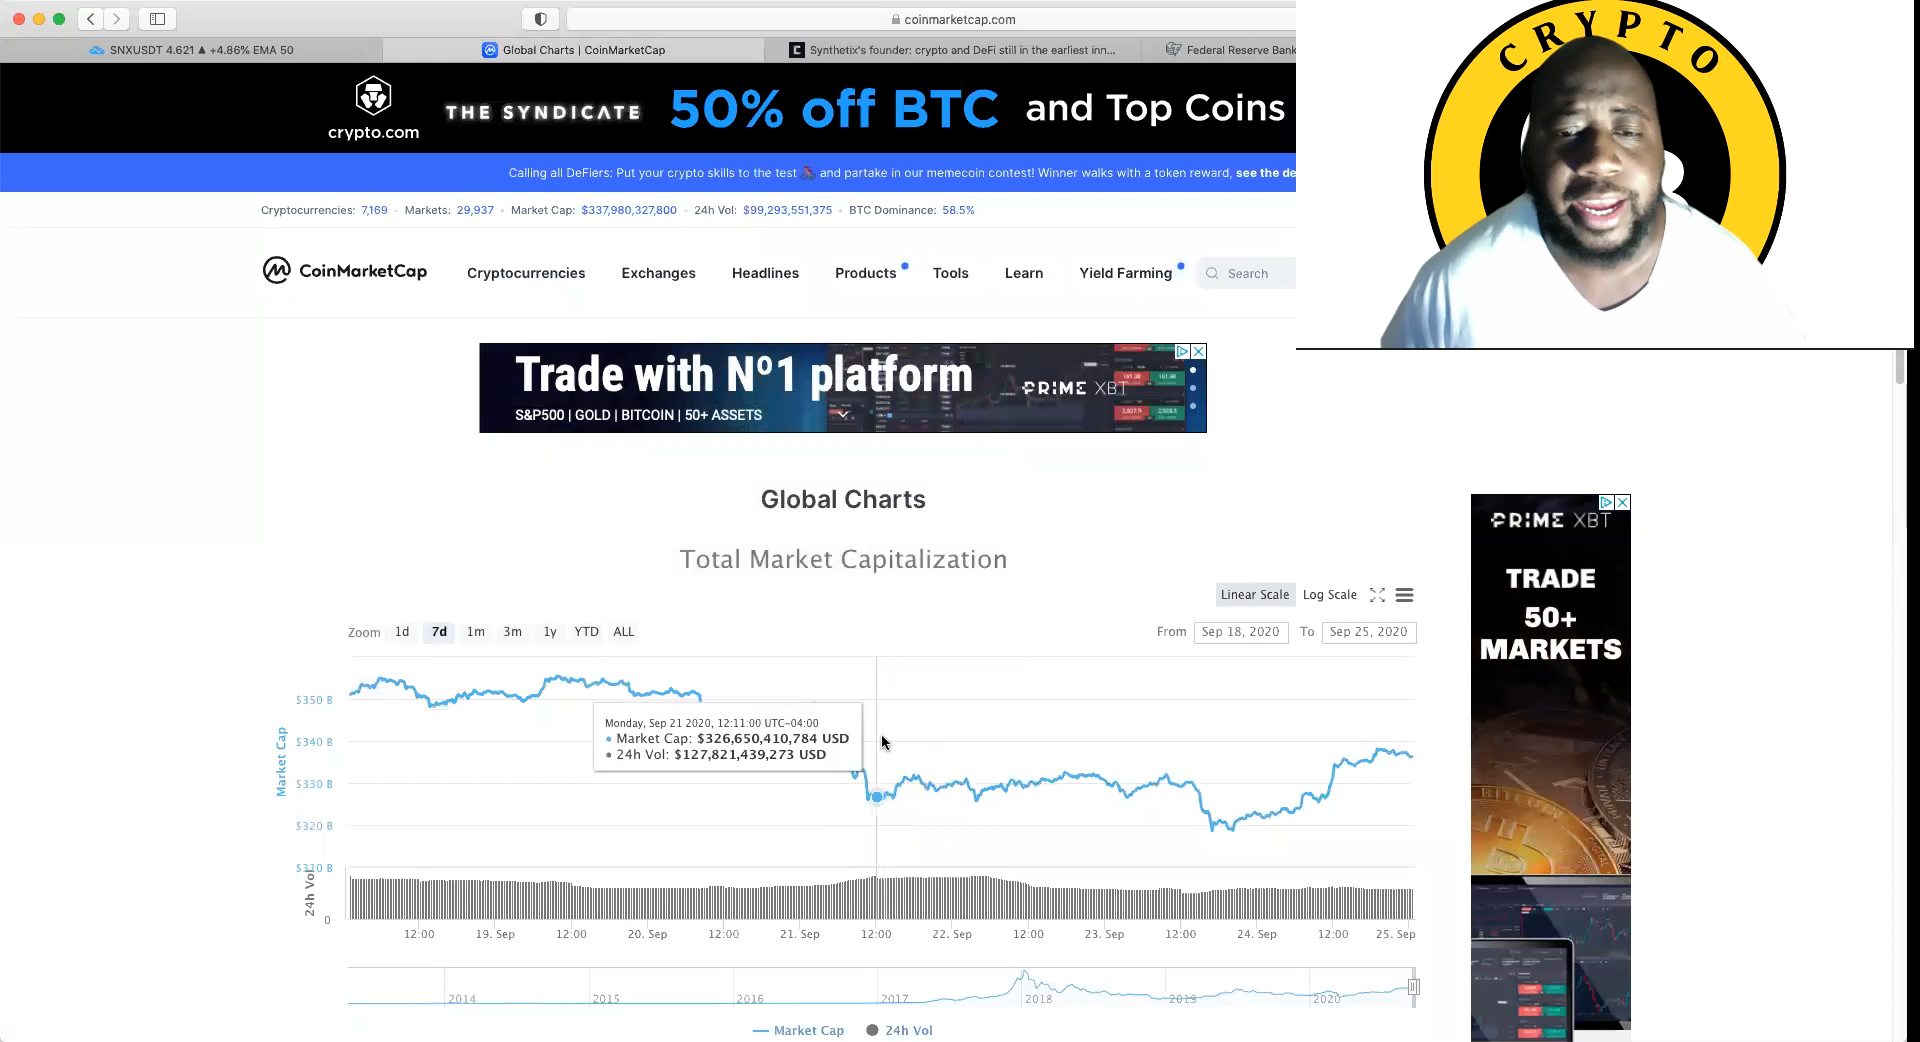 coinmarketcap.com
SNXUSDT 4.621 ▲ +4.86% EMA 50
Global Charts | CoinMarketCap
Synthetix's founder: crypto and DeFi still in the earliest inn...
Federal Reserve Bank
crypto.com
THE SYNDICATE
50% off BTC and Top Coins
CRYPTO
Calling all DeFiers: Put your crypto skills to the test and partake in our memecoin contest! Winner walks with a token reward, see the de
Cryptocurrencies: 7,169 • Markets: 29,937 • Market Cap: $337,980,327,800 • 24h Vol: $99,293,551,375 • BTC Dominance: 58.5%
CoinMarketCap
Cryptocurrencies Exchanges Headlines Products Tools Learn Yield Farming Search
Trade with Nº1 platform
S&P500 | GOLD | BITCOIN | 50+ ASSETS
PRIME XBT
Global Charts
Total Market Capitalization
Linear Scale Log Scale
Zoom 1d 7d 1m 3m 1y YTD ALL
From Sep 18, 2020 To Sep 25, 2020
$350 B
$340 B
$330 B
$320 B
$310 B
Market Cap
24h Vol
0
Monday, Sep 21 2020, 12:11:00 UTC-04:00
• Market Cap: $326,650,410,784 USD
• 24h Vol: $127,821,439,273 USD
12:00 19. Sep 12:00 20. Sep 12:00 21. Sep 12:00 22. Sep 12:00 23. Sep 12:00 24. Sep 12:00 25. Sep
2014 2015 2016 2017 2018 2019 2020
Market Cap 24h Vol
PRIME XBT
TRADE
50+
MARKETS